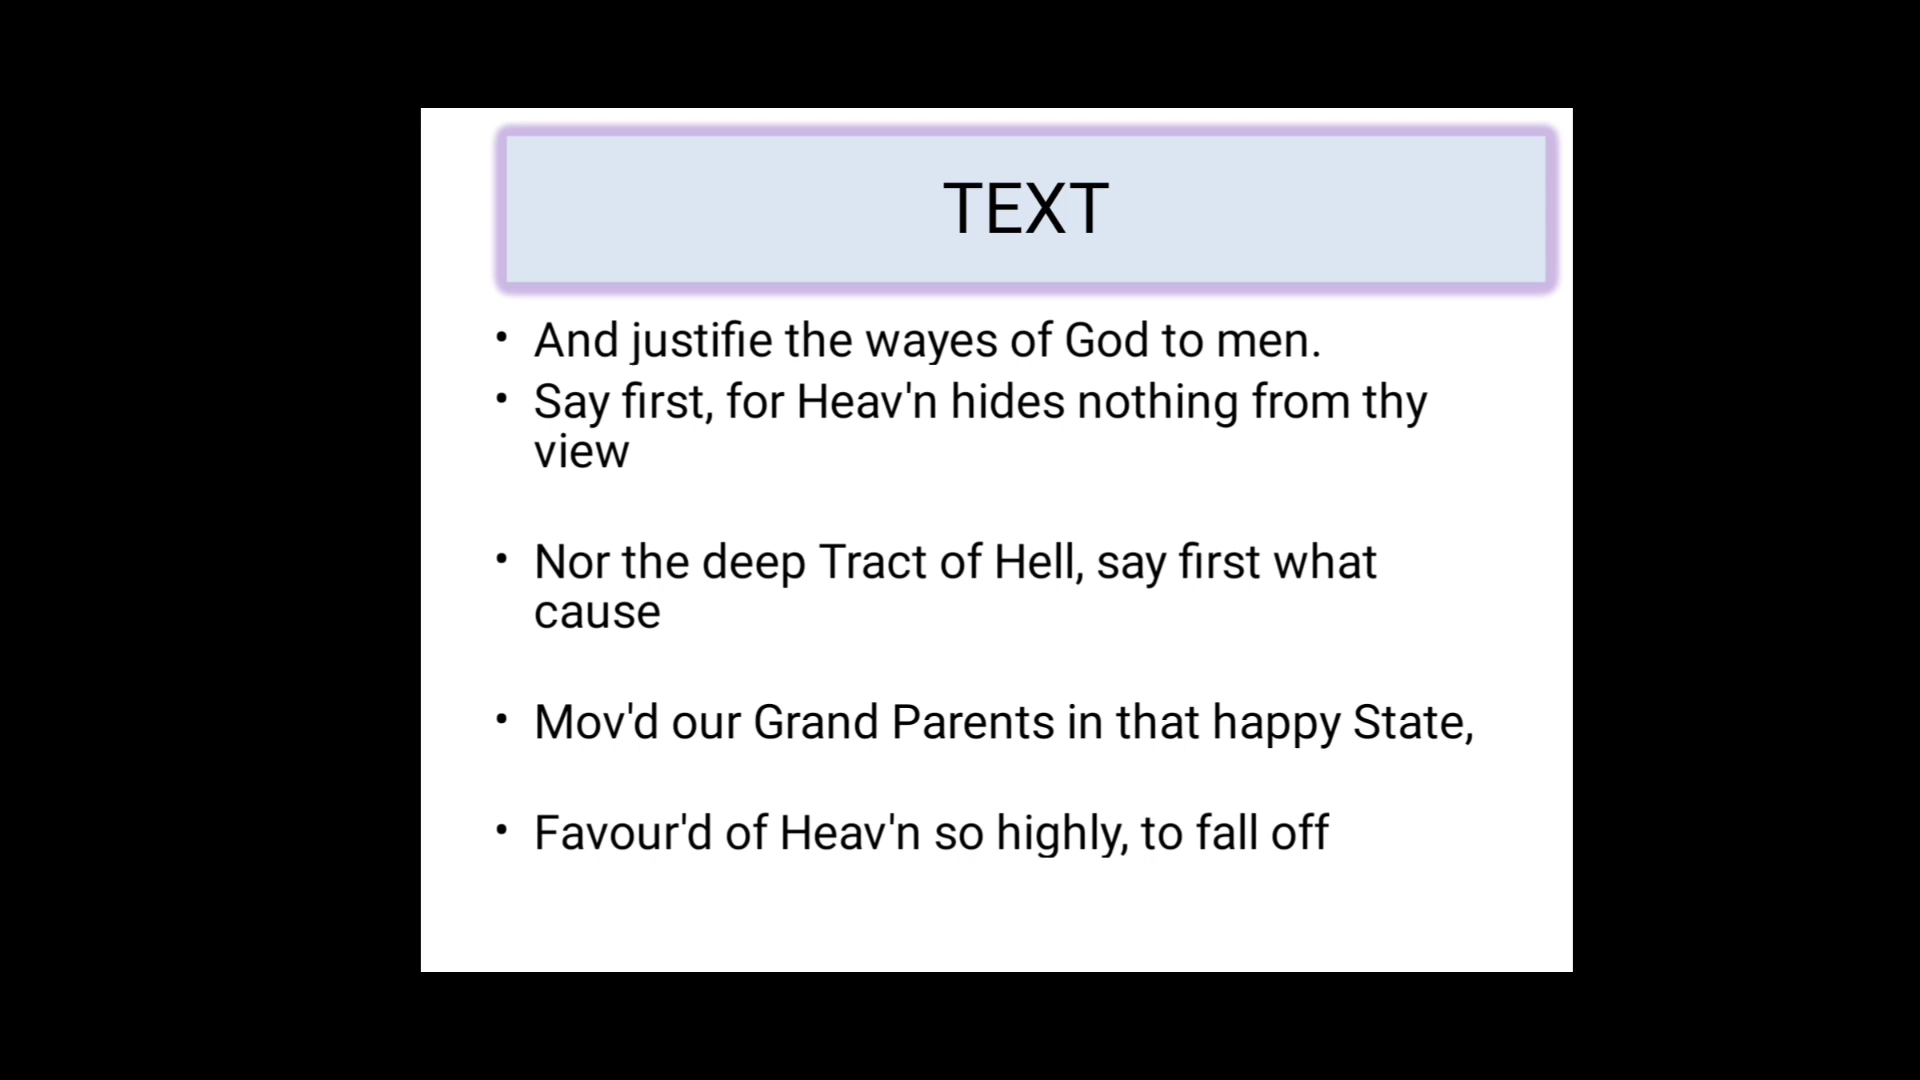 TEXT
• And justifie the wayes of God to men.
• Say first, for Heav'n hides nothing from thy
view
• Nor the deep Tract of Hell, say first what
cause
• Mov'd our Grand Parents in that happy State,
• Favour'd of Heav'n so highly, to fall off